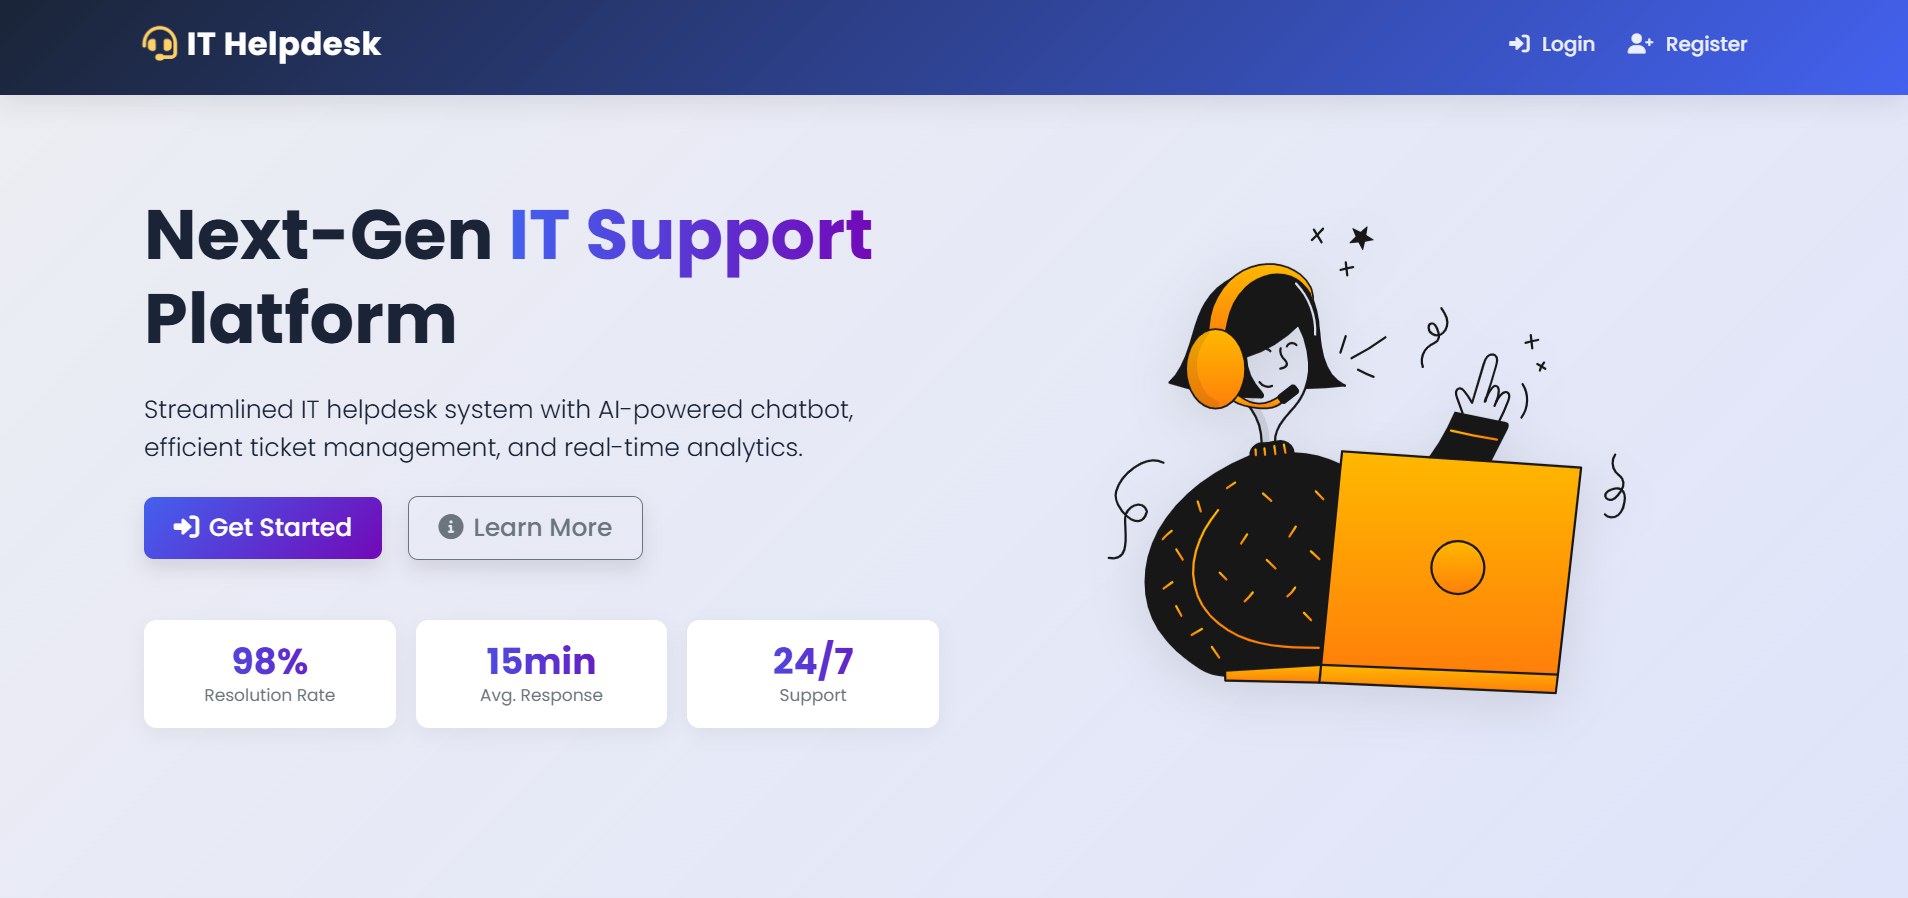 IT Helpdesk
Login
Register
Next-Gen IT Support
Platform
Streamlined IT helpdesk system with AI-powered chatbot,
efficient ticket management, and real-time analytics.
Get Started
Learn More
98%
Resolution Rate
15min
Avg. Response
24/7
Support